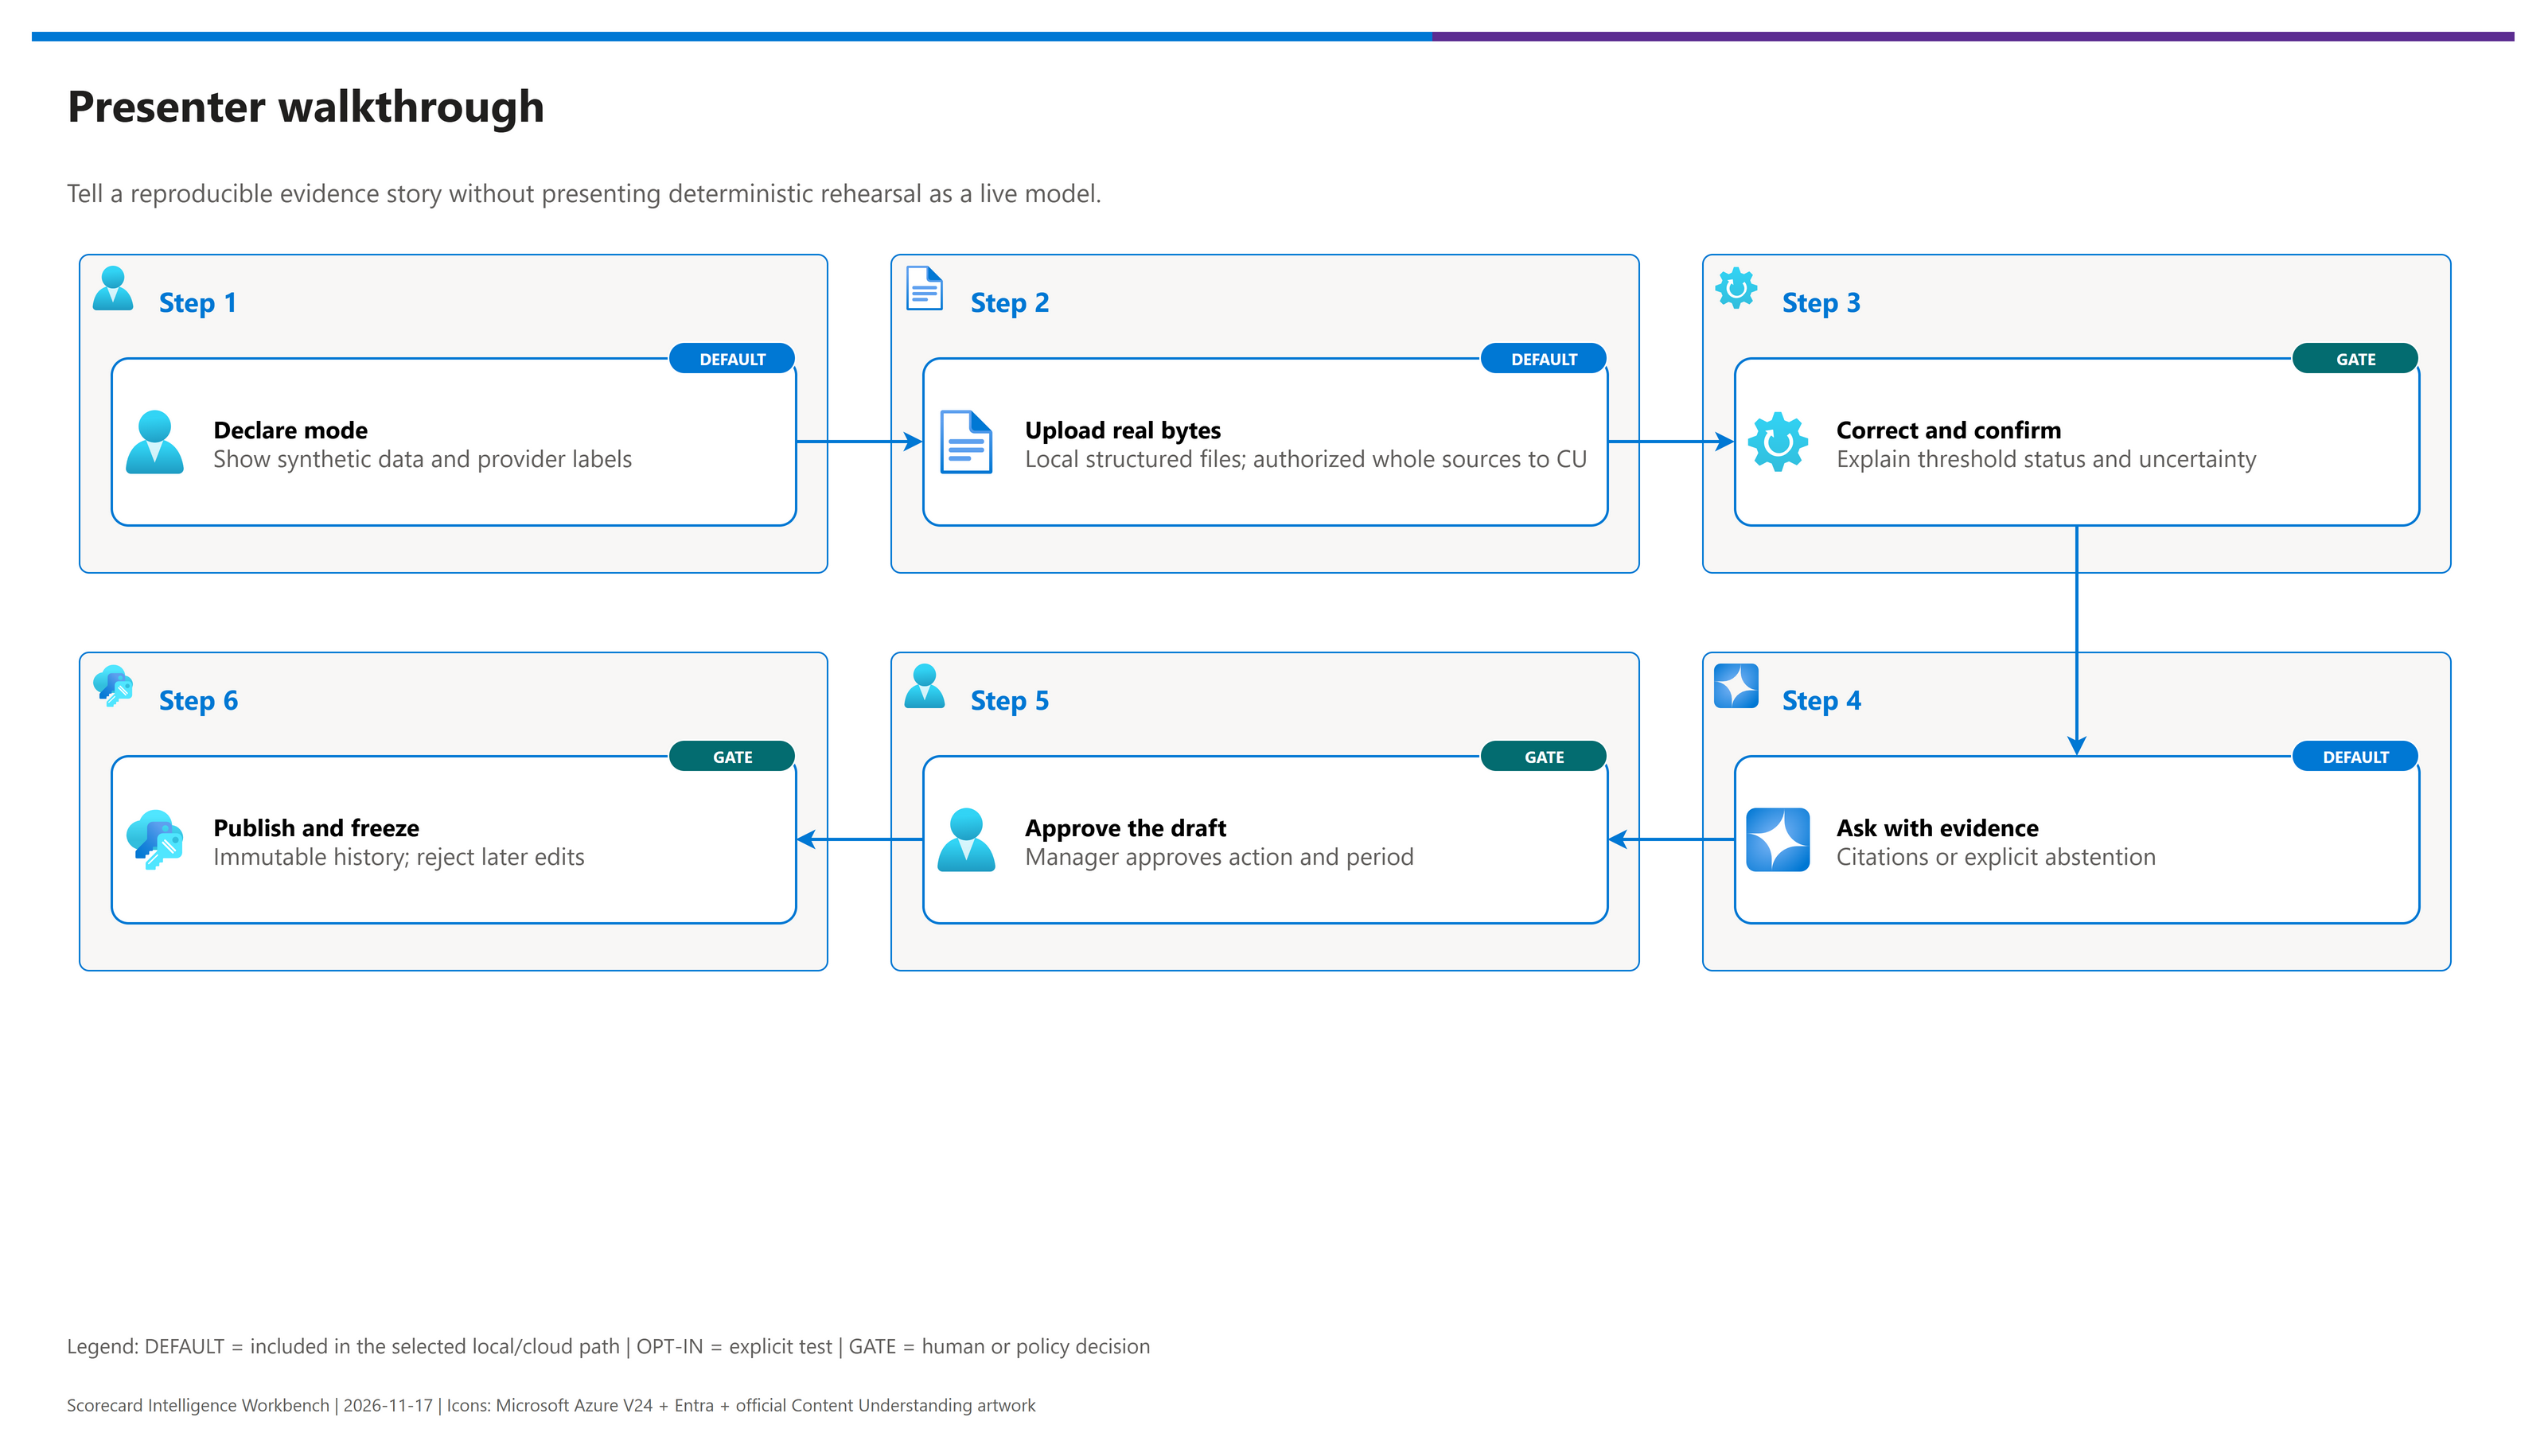 Presenter walkthrough
Tell a reproducible evidence story without presenting deterministic rehearsal as a live model.
Step 1
DEFAULT
Declare mode
Show synthetic data and provider labels
Step 2
DEFAULT
Upload real bytes
Local structured files; authorized whole sources to CU
Step 3
GATE
Correct and confirm
Explain threshold status and uncertainty
Step 4
DEFAULT
Ask with evidence
Citations or explicit abstention
Step 5
GATE
Approve the draft
Manager approves action and period
Step 6
GATE
Publish and freeze
Immutable history; reject later edits
Legend: DEFAULT = included in the selected local/cloud path | OPT-IN = explicit test | GATE = human or policy decision
Scorecard Intelligence Workbench | 2026-11-17 | Icons: Microsoft Azure V24 + Entra + official Content Understanding artwork